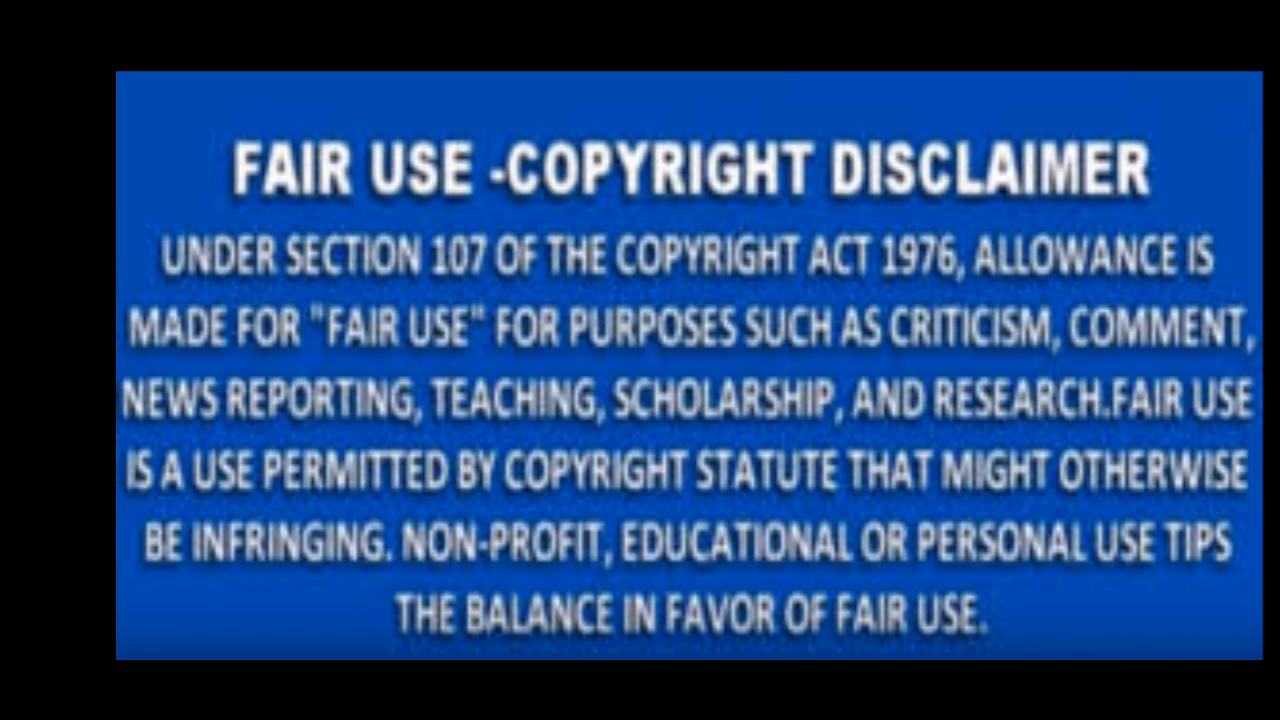 FAIR USE -COPYRIGHT DISCLAIMER
UNDER SECTION 107 OF THE COPYRIGHT ACT 1976, ALLOWANCE IS
MADE FOR "FAIR USE" FOR PURPOSES SUCH AS CRITICISM, COMMENT,
NEWS REPORTING, TEACHING, SCHOLARSHIP, AND RESEARCH.FAIR USE
IS A USE PERMITTED BY COPYRIGHT STATUTE THAT MIGHT OTHERWISE
BE INFRINGING. NON-PROFIT, EDUCATIONAL OR PERSONAL USE TIPS
THE BALANCE IN FAVOR OF FAIR USE.